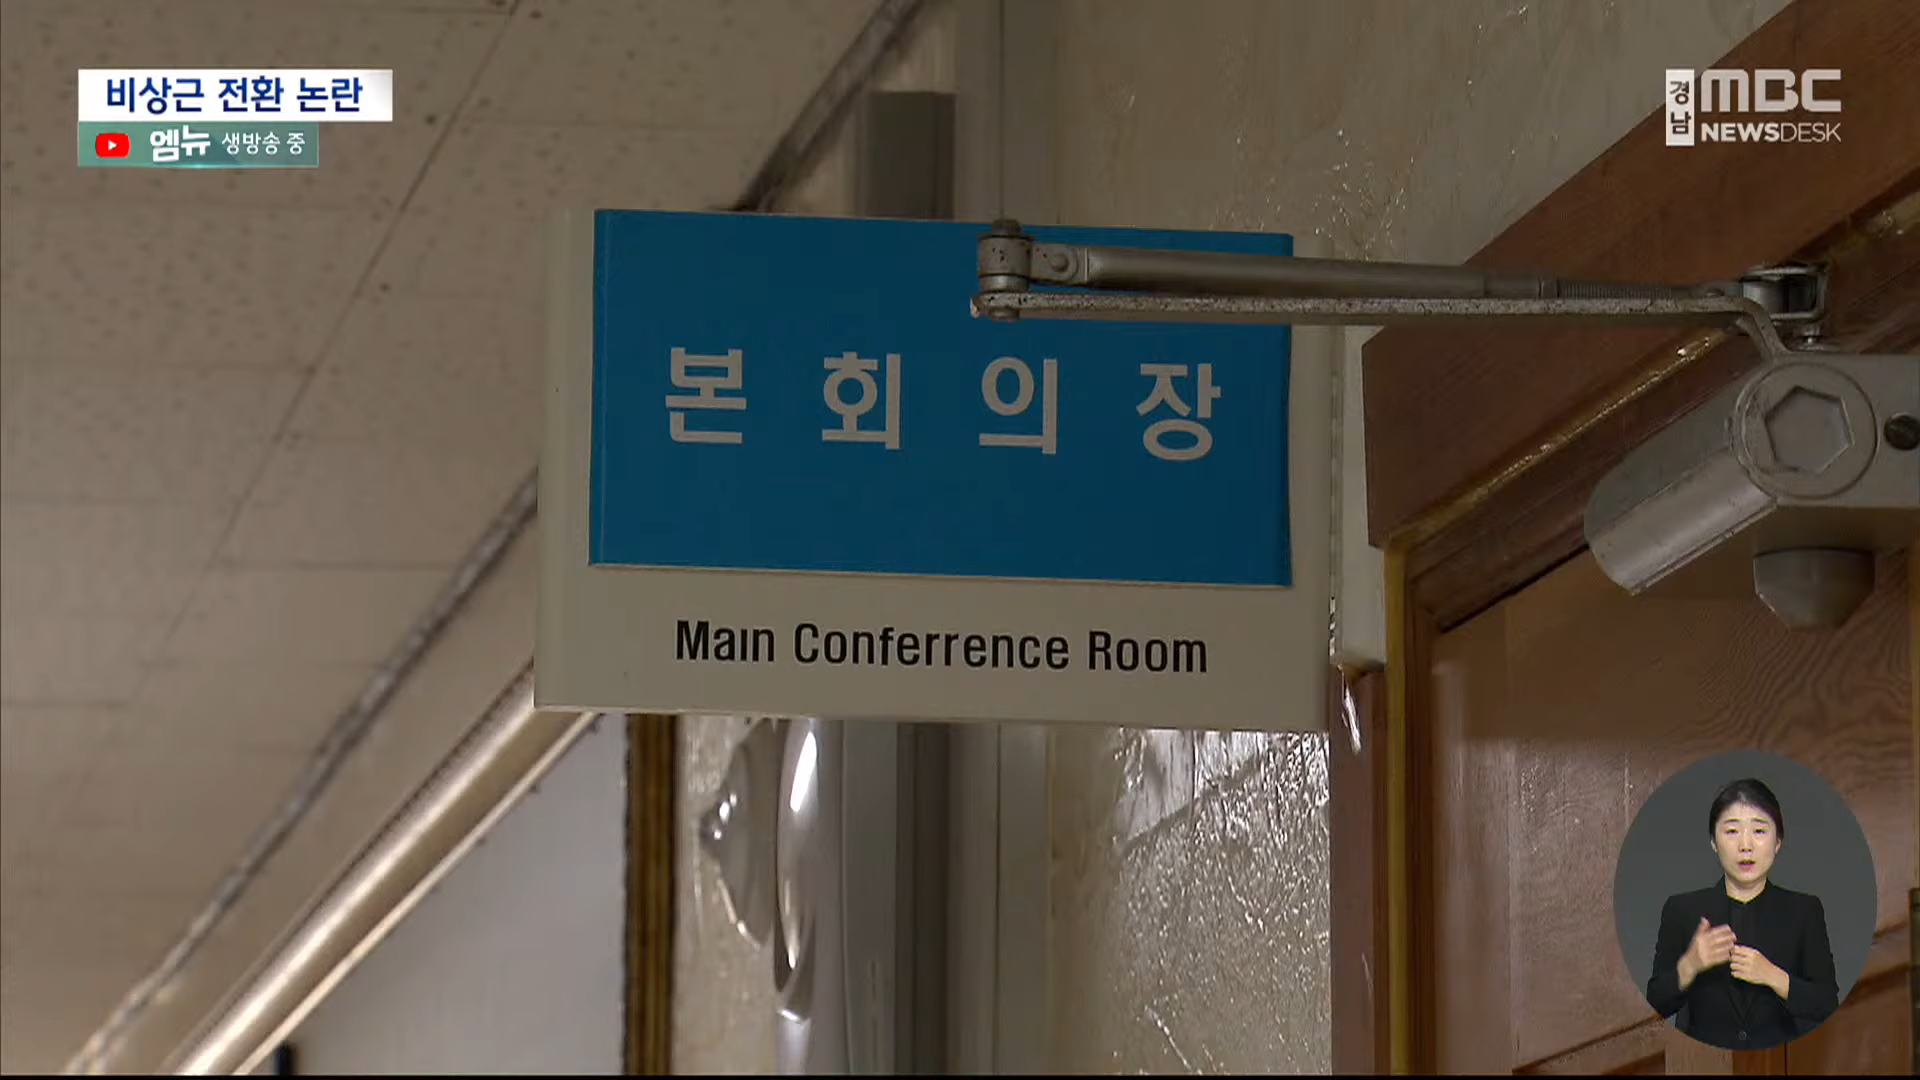 비상근 전환 논란
엠뉴 생방송 중
경남 MBC
NEWSDESK
본회의장
Main Conferrence Room